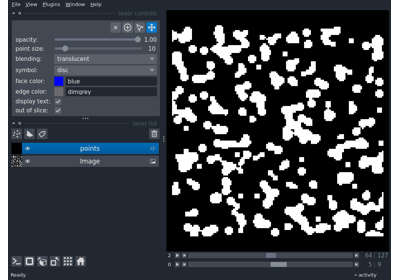 File View Plugins Window Help
layer controls
opacity: 1.00
point size: 10
blending: translucent
symbol: disc
face color: blue
edge color: dimgrey
display text:
out of slice:
layer list
points
Image
2 64 127
0 5 9
Ready activity